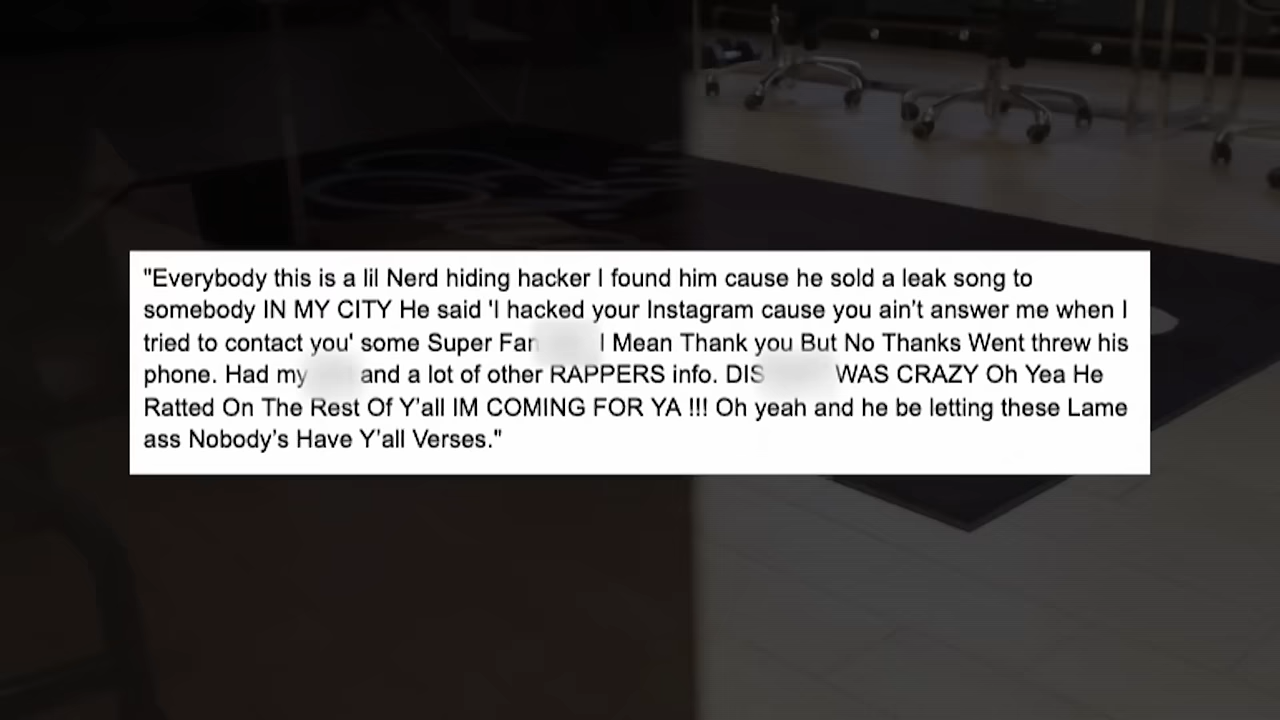 "Everybody this is a lil Nerd hiding hacker I found him cause he sold a leak song to
somebody IN MY CITY He said 'I hacked your Instagram cause you ain't answer me when I
tried to contact you' some Super Fan I Mean Thank you But No Thanks Went threw his
phone. Had my and a lot of other RAPPERS info. DIS WAS CRAZY Oh Yea He
Ratted On The Rest Of Y'all IM COMING FOR YA !!! Oh yeah and he be letting these Lame
ass Nobody's Have Y'all Verses."